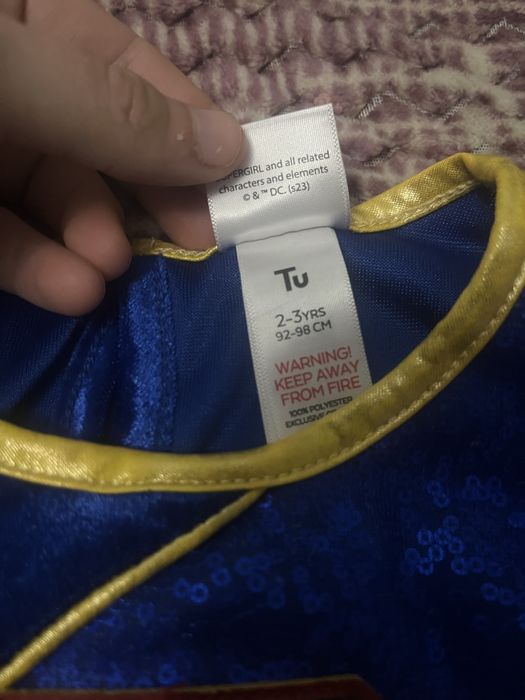 and all related
characters and elements
© & ™ DC. (s23)
Tu
2-3YRS
92-98 CM
WARNING!
KEEP AWAY
FROM FIRE
100% POLYESTER
EXCLUSIVE